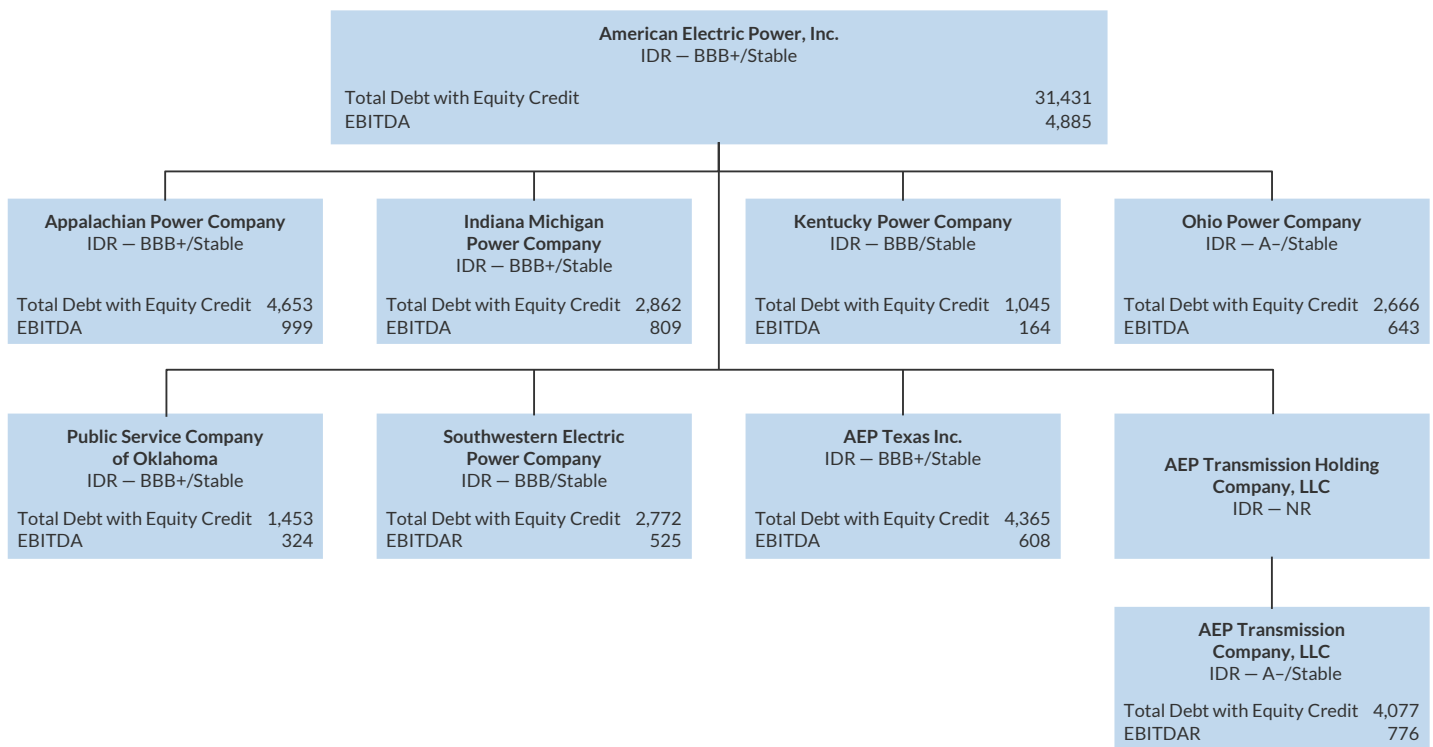 American Electric Power, Inc.
IDR — BBB+/Stable
Total Debt with Equity Credit 31,431
EBITDA 4,885
Appalachian Power Company
IDR — BBB+/Stable
Total Debt with Equity Credit 4,653
EBITDA 999
Indiana Michigan
Power Company
IDR — BBB+/Stable
Total Debt with Equity Credit 2,862
EBITDA 809
Kentucky Power Company
IDR — BBB/Stable
Total Debt with Equity Credit 1,045
EBITDA 164
Ohio Power Company
IDR — A–/Stable
Total Debt with Equity Credit 2,666
EBITDA 643
Public Service Company
of Oklahoma
IDR — BBB+/Stable
Total Debt with Equity Credit 1,453
EBITDA 324
Southwestern Electric
Power Company
IDR — BBB/Stable
Total Debt with Equity Credit 2,772
EBITDAR 525
AEP Texas Inc.
IDR — BBB+/Stable
Total Debt with Equity Credit 4,365
EBITDA 608
AEP Transmission Holding
Company, LLC
IDR — NR
AEP Transmission
Company, LLC
IDR — A–/Stable
Total Debt with Equity Credit 4,077
EBITDAR 776